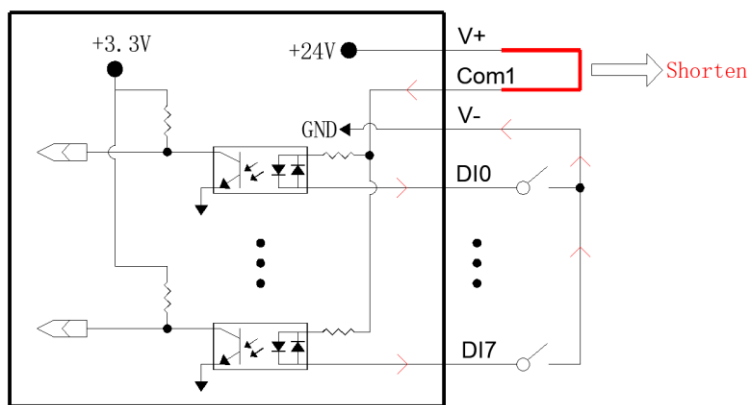 +3.3V
+24V
V+
Com1
Shorten
GND
V-
DI0
DI7